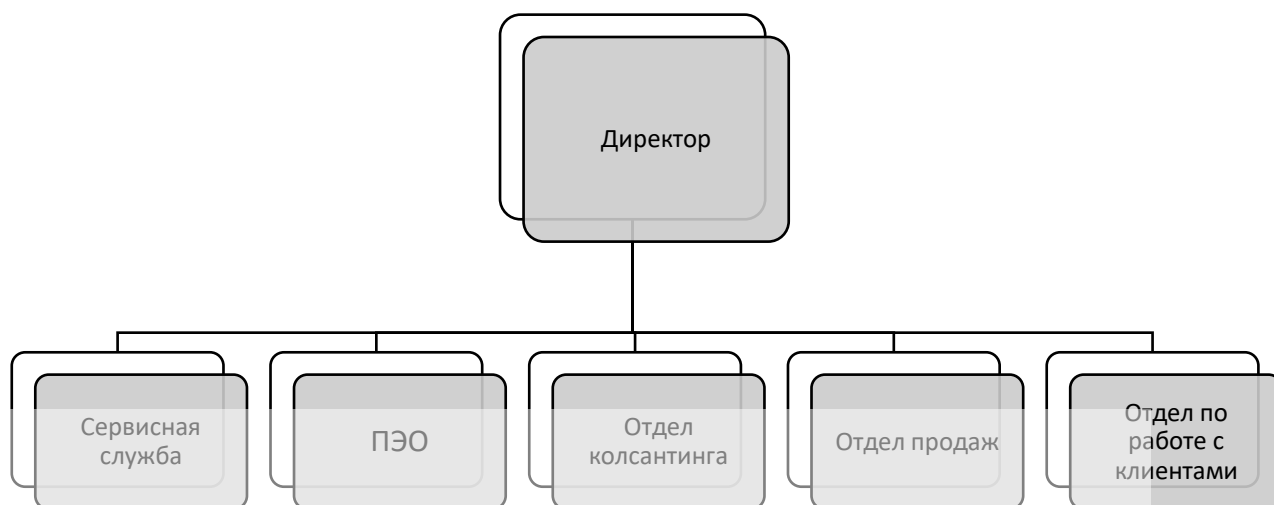 Директор
Сервисная
служба
ПЭО
Отдел
колсантинга
Отдел продаж
Отдел по
работе с
клиентами